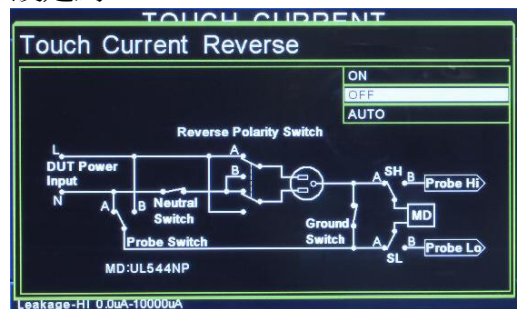 TOUCH CURRENT
Touch Current Reverse
ON
OFF
AUTO
Reverse Polarity Switch
L
A
DUT Power
Input
B
A
SH
B
Probe Hi
N
A
B
Neutral
Switch
MD
Ground
Switch
Probe Switch
A
B
Probe Lo
SL
MD:UL544NP
Leakage-HI 0.0uA-10000uA